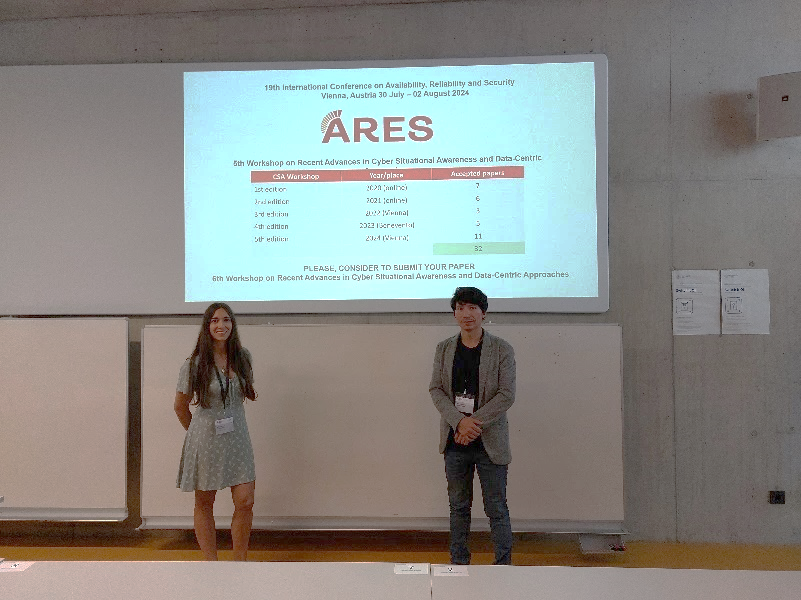 19th International Conference on Availability, Reliability and Security
Vienna, Austria 30 July – 02 August 2024
ARES
5th Workshop on Recent Advances in Cyber Situational Awareness and Data-Centric
CSA Workshop Year/place Accepted papers
1st edition 2020 (online) 7
2nd edition 2021 (online) 6
3rd edition 2022 (Vienna) 3
4th edition 2023 (Benevento) 5
5th edition 2024 (Vienna) 11
32
PLEASE, CONSIDER TO SUBMIT YOUR PAPER
6th Workshop on Recent Advances in Cyber Situational Awareness and Data-Centric Approaches